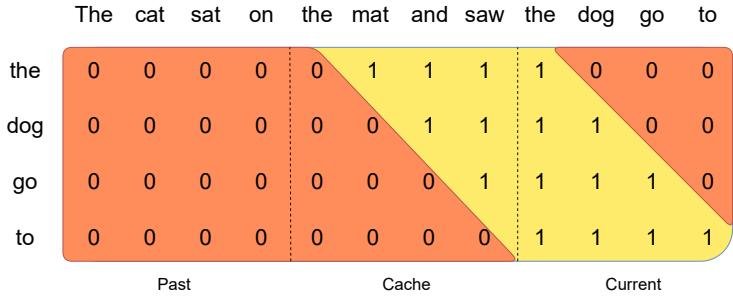 The cat sat on the mat and saw the dog go to
the 0 0 0 0 0 1 1 1 1 0 0 0
dog 0 0 0 0 0 0 1 1 1 1 0 0
go 0 0 0 0 0 0 0 1 1 1 1 0
to 0 0 0 0 0 0 0 0 1 1 1 1
Past Cache Current